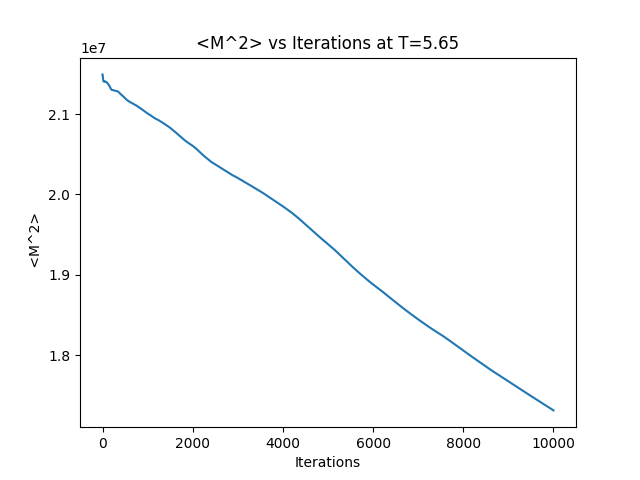 <M^2> vs Iterations at T=5.65
1e7
2.1
2.0
1.9
1.8
<M^2>
0 2000 4000 6000 8000 10000
Iterations